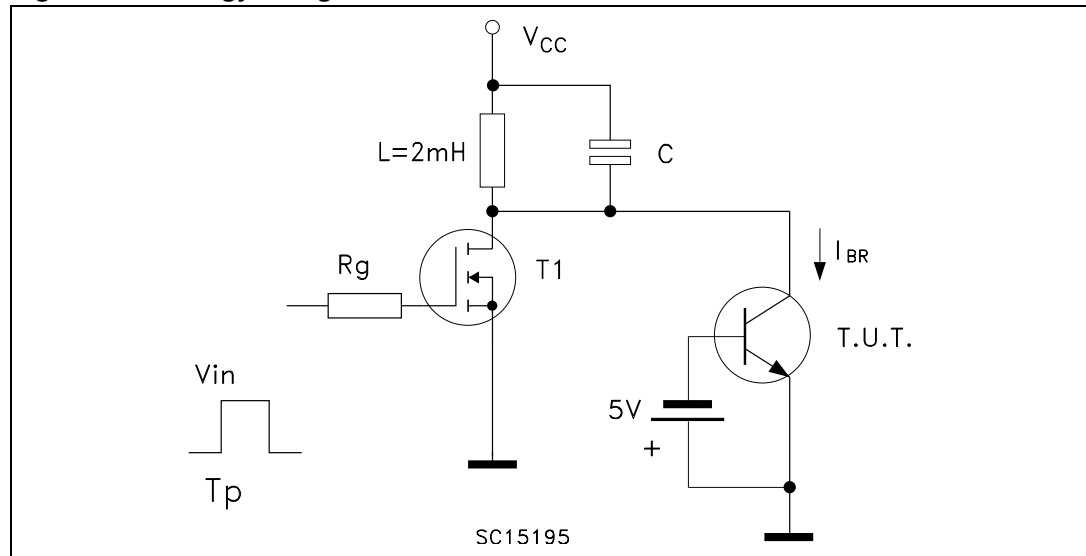 V_CC
L=2mH
C
I_BR
Rg
T1
T.U.T.
Vin
5V
+
Tp
SC15195